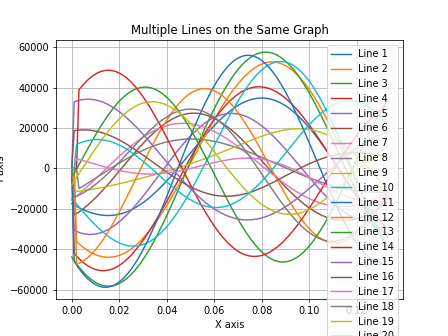 Multiple Lines on the Same Graph
60000
40000
20000
0
−20000
−40000
−60000
0.00
0.02
0.04
0.06
0.08
0.10
X axis
Line 1
Line 2
Line 3
Line 4
Line 5
Line 6
Line 7
Line 8
Line 9
Line 10
Line 11
Line 12
Line 13
Line 14
Line 15
Line 16
Line 17
Line 18
Line 19
Line 20